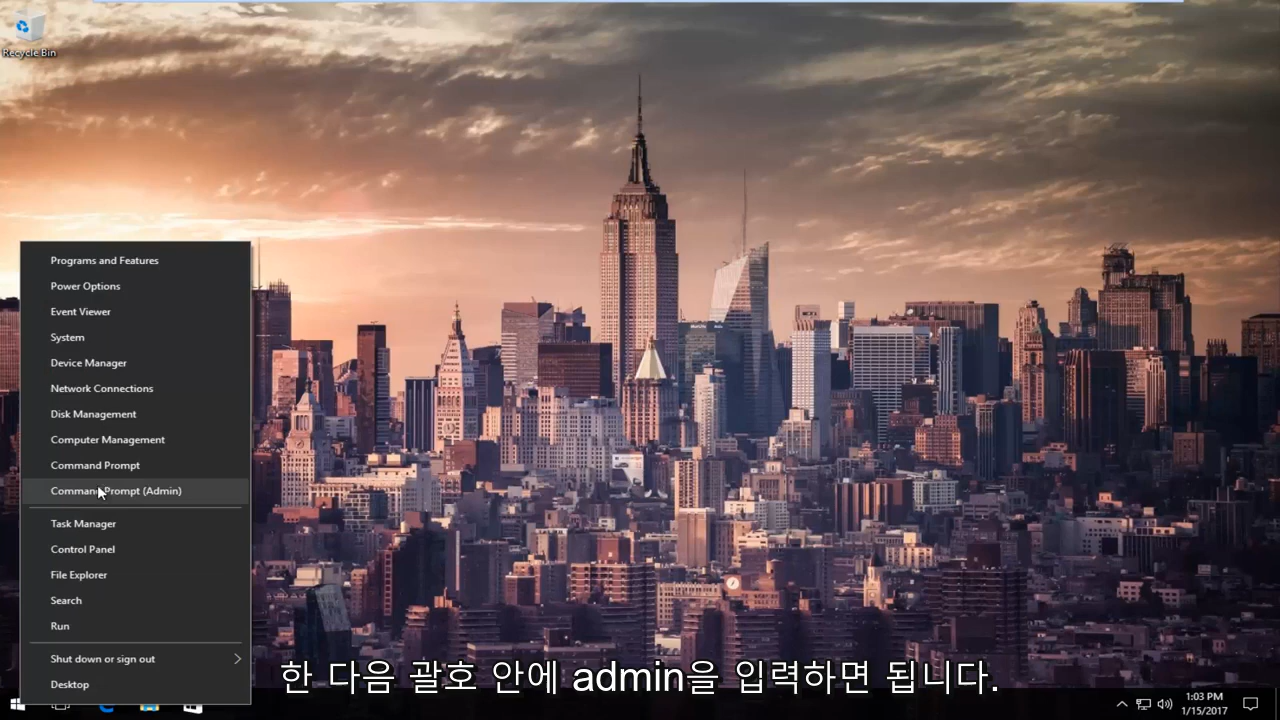 Recycle Bin
Programs and Features
Power Options
Event Viewer
System
Device Manager
Network Connections
Disk Management
Computer Management
Command Prompt
Command Prompt (Admin)
Task Manager
Control Panel
File Explorer
Search
Run
Shut down or sign out
Desktop
한 다음 괄호 안에 admin을 입력하면 됩니다.
1:03 PM
1/15/2017